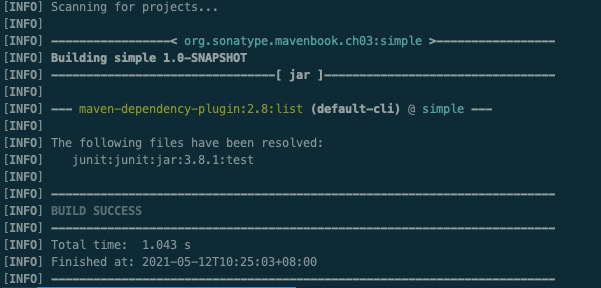 [INFO] Scanning for projects...
[INFO]
[INFO] -----------------< org.sonatype.mavenbook.ch03:simple >-----------------
[INFO] Building simple 1.0-SNAPSHOT
[INFO] --------------------------------[ jar ]---------------------------------
[INFO]
[INFO] --- maven-dependency-plugin:2.8:list (default-cli) @ simple ---
[INFO]
[INFO] The following files have been resolved:
[INFO]    junit:junit:jar:3.8.1:test
[INFO]
[INFO] ------------------------------------------------------------------------
[INFO] BUILD SUCCESS
[INFO] ------------------------------------------------------------------------
[INFO] Total time:  1.043 s
[INFO] Finished at: 2021-05-12T10:25:03+08:00
[INFO] ------------------------------------------------------------------------